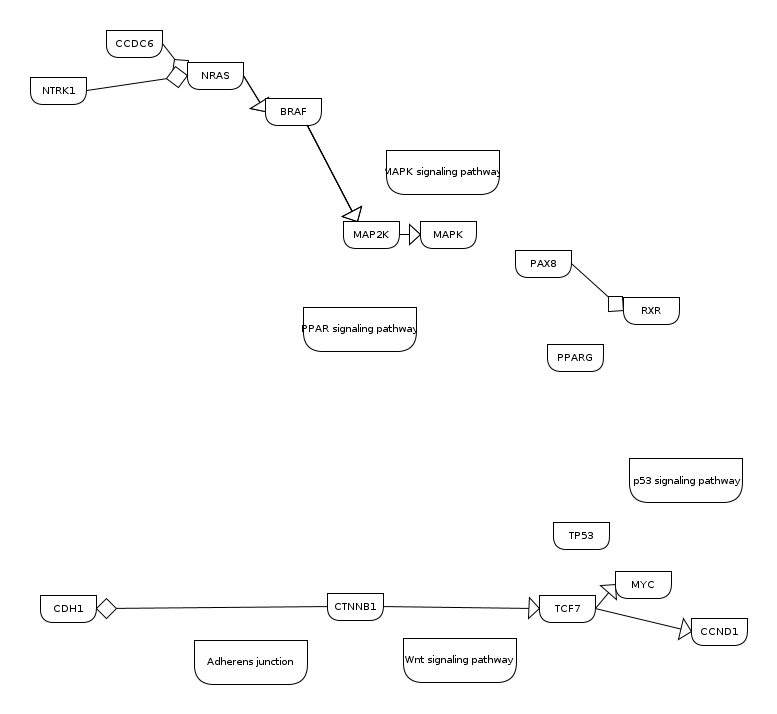 CCDC6
NRAS
NTRK1
BRAF
MAPK signaling pathway
MAP2K
MAPK
PAX8
RXR
PPAR signaling pathway
PPARG
p53 signaling pathway
TP53
MYC
CDH1
CTNNB1
TCF7
CCND1
Adherens junction
Wnt signaling pathway